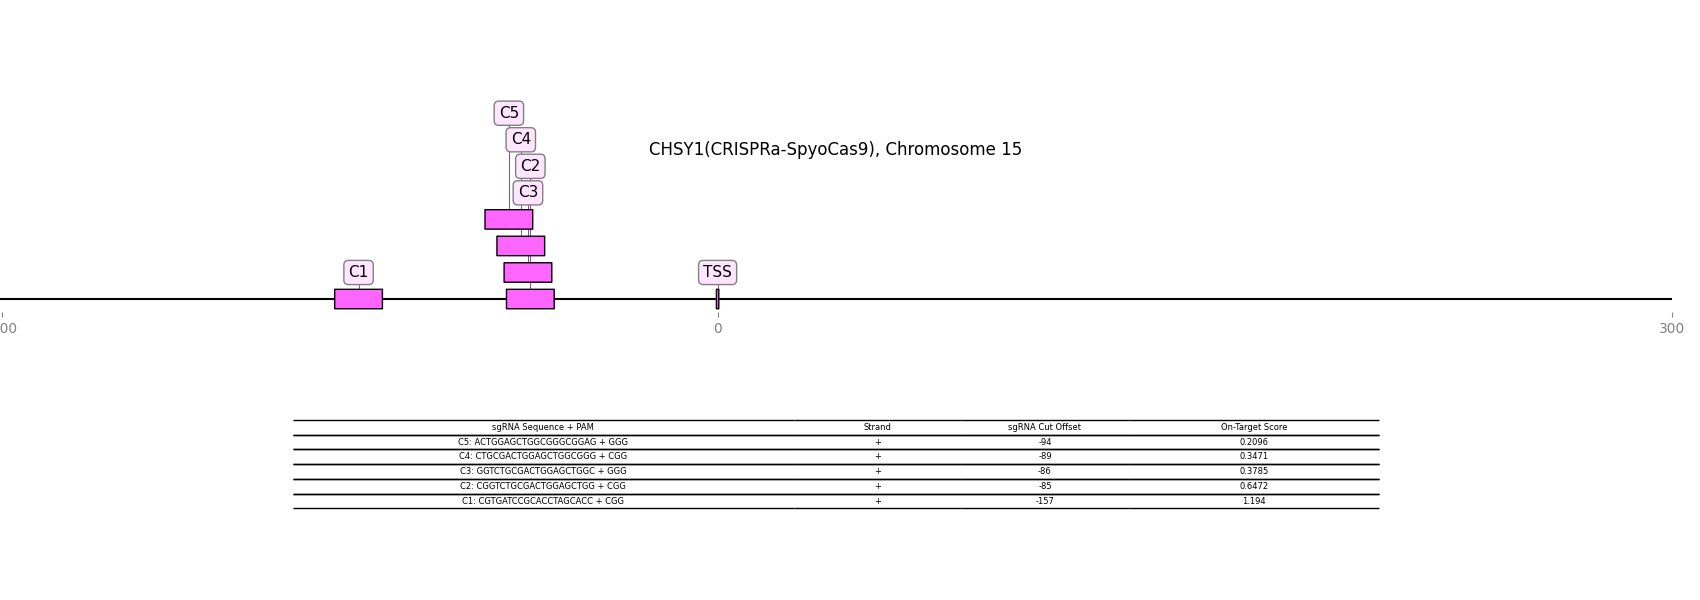 C5
C4
CHSY1(CRISPRa-SpyoCas9), Chromosome 15
C2
C3
C1
TSS
00
0
300
sgRNA Sequence + PAM Strand sgRNA Cut Offset On-Target Score
C5: ACTGGAGCTGGCGGGCGGAG + GGG + -94 0.2096
C4: CTGCGACTGGAGCTGGCGGG + CGG + -89 0.3471
C3: GGTCTGCGACTGGAGCTGGC + GGG + -86 0.3785
C2: CGGTCTGCGACTGGAGCTGG + CGG + -85 0.6472
C1: CGTGATCCGCACCTAGCACC + CGG + -157 1.194